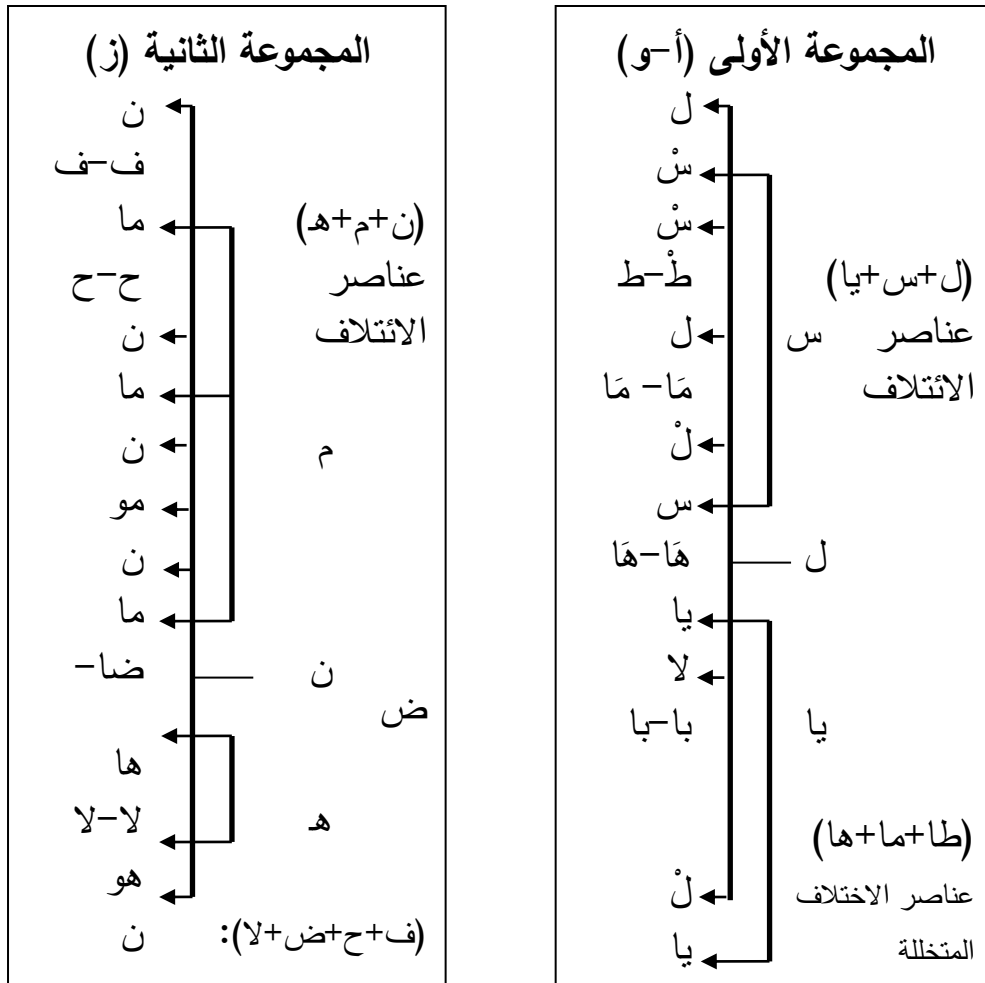 المجموعة الأولى (أ–و)
ل
سْ
سْ
(ل+س+يا)
طْ–ط
عناصر س ل
الائتلاف مَا– مَا
لْ
س
ل هَا–هَا
يا
لا
يا با–با
(طا+ما+ها)
عناصر الاختلاف لْ
المتخللة يا
المجموعة الثانية (ز)
ن
ف–ف
(ن+م+هـ) ما
عناصر ح–ح
الائتلاف ن
ما
م ن
مو
ن
ما
ن ضا–
ض
ها
هـ لا–لا
هو
(ف+ح+ض+لا): ن